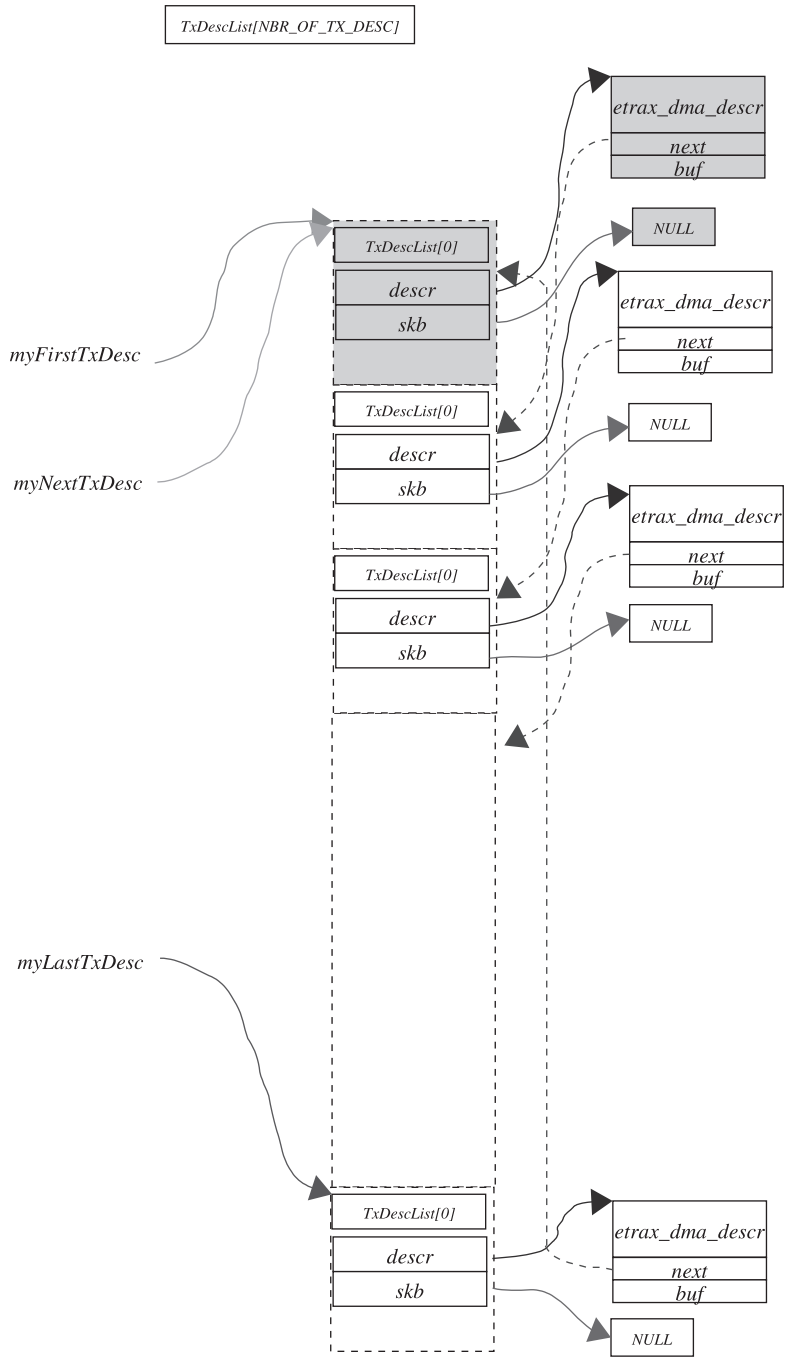 TxDescList[NBR_OF_TX_DESC]
etrax_dma_descr
next
buf
NULL
TxDescList[0]
descr
skb
myFirstTxDesc
etrax_dma_descr
next
buf
NULL
TxDescList[0]
descr
skb
myNextTxDesc
etrax_dma_descr
next
buf
NULL
TxDescList[0]
descr
skb
myLastTxDesc
TxDescList[0]
descr
skb
etrax_dma_descr
next
buf
NULL